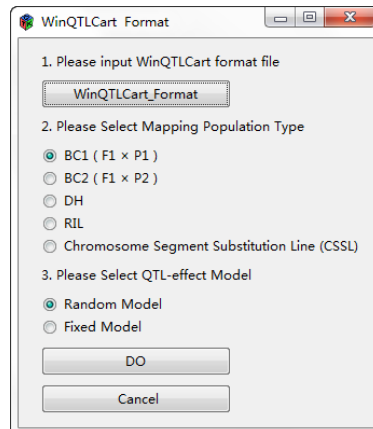 WinQTLCart Format
1. Please input WinQTLCart format file
WinQTLCart_Format
2. Please Select Mapping Population Type
BC1 ( F1 × P1 )
BC2 ( F1 × P2 )
DH
RIL
Chromosome Segment Substitution Line (CSSL)
3. Please Select QTL-effect Model
Random Model
Fixed Model
DO
Cancel